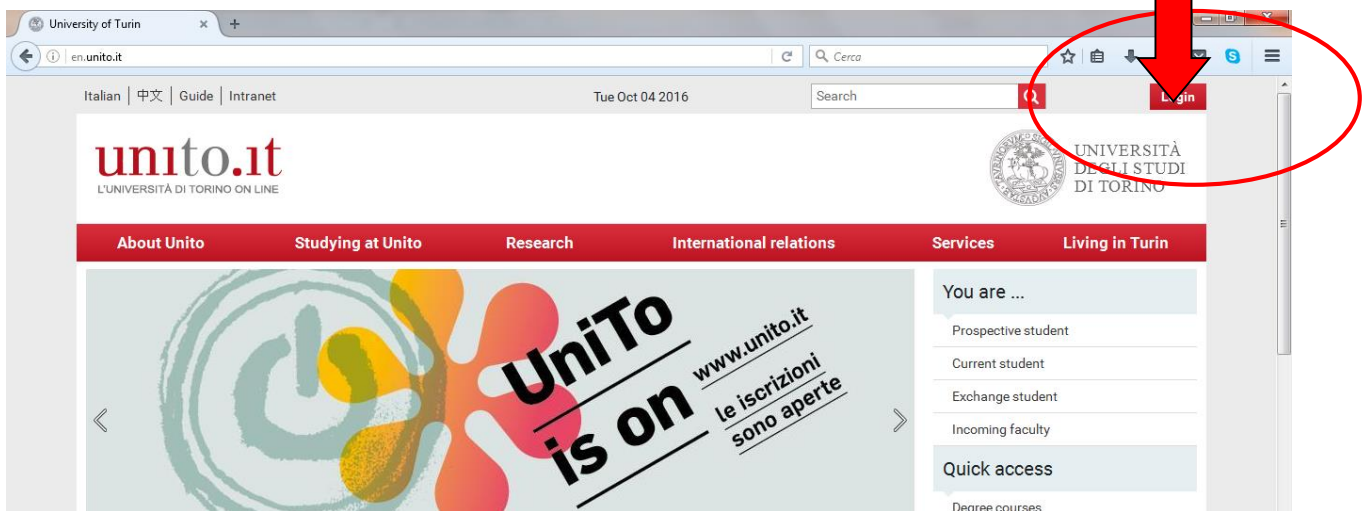 University of Turin
en.unito.it
Cerca
Italian | 中文 | Guide | Intranet
Tue Oct 04 2016
Search
Login
unito.it
L'UNIVERSITÀ DI TORINO ON LINE
UNIVERSITÀ
DEGLI STUDI
DI TORINO
About Unito
Studying at Unito
Research
International relations
Services
Living in Turin
UniTo
is on
www.unito.it
le iscrizioni
sono aperte
You are ...
Prospective student
Current student
Exchange student
Incoming faculty
Quick access
Degree courses